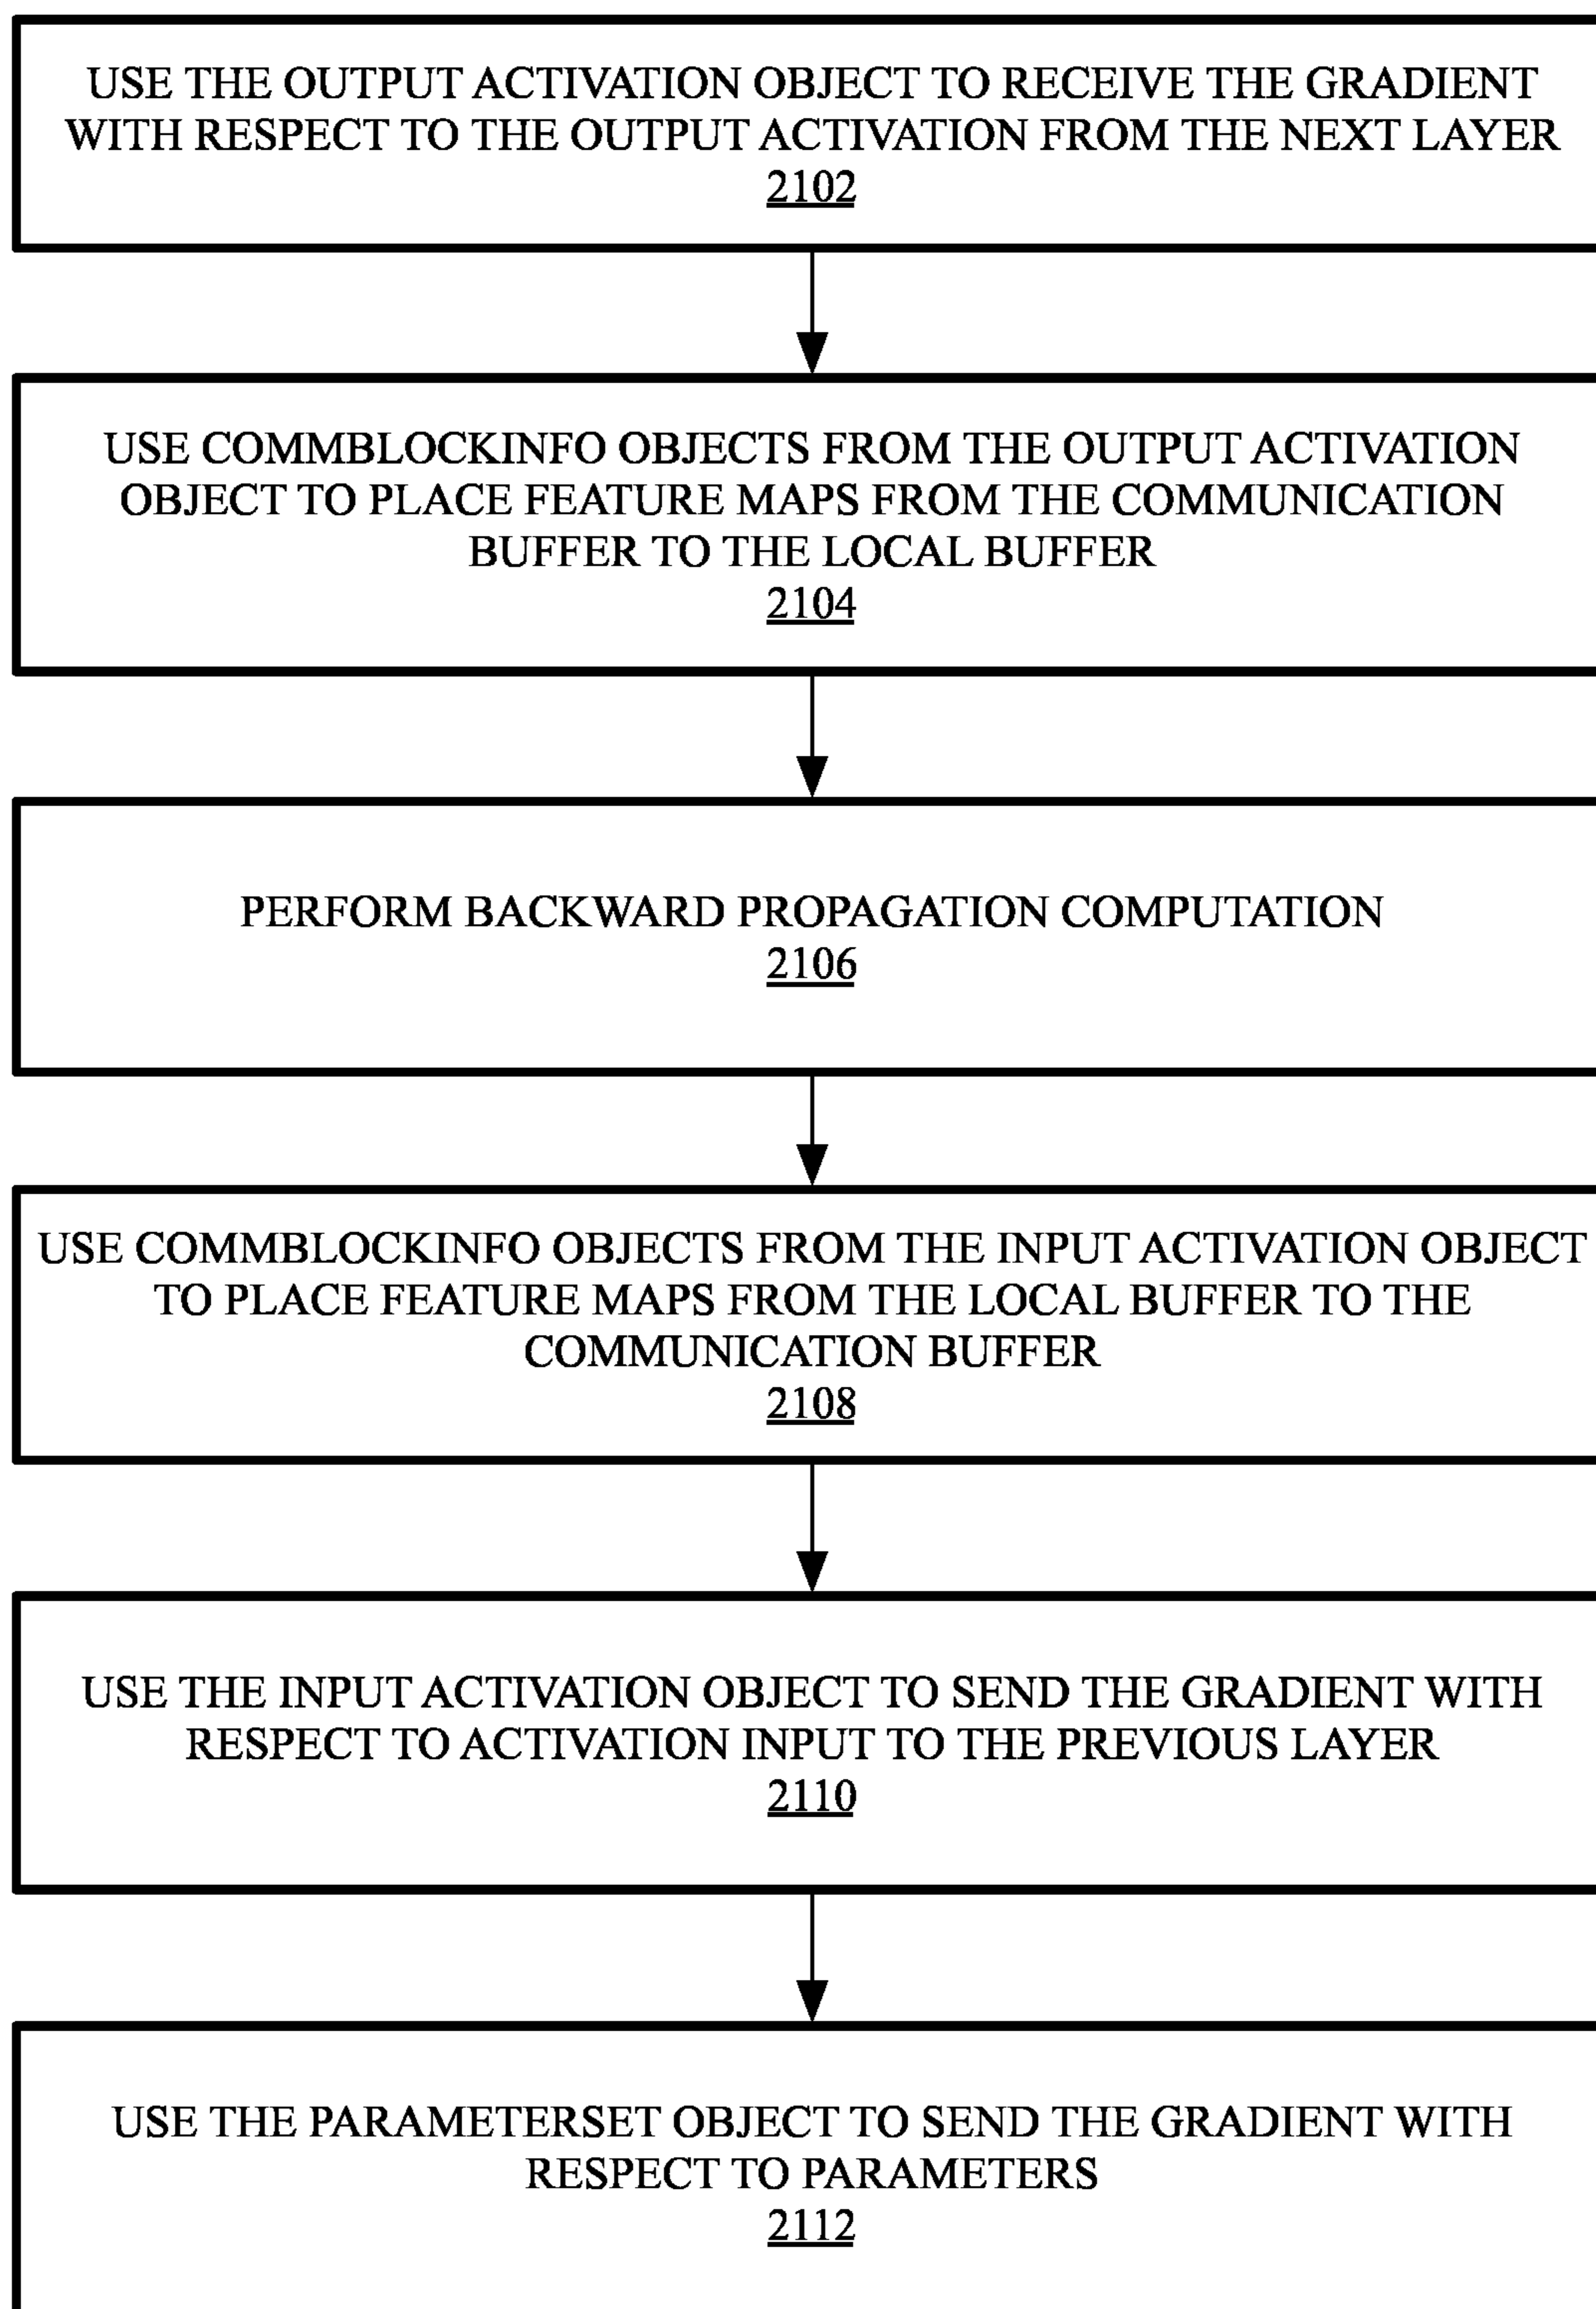 USE THE OUTPUT ACTIVATION OBJECT TO RECEIVE THE GRADIENT
WITH RESPECT TO THE OUTPUT ACTIVATION FROM THE NEXT LAYER
2102
USE COMMBLOCKINFO OBJECTS FROM THE OUTPUT ACTIVATION
OBJECT TO PLACE FEATURE MAPS FROM THE COMMUNICATION
BUFFER TO THE LOCAL BUFFER
2104
PERFORM BACKWARD PROPAGATION COMPUTATION
2106
USE COMMBLOCKINFO OBJECTS FROM THE INPUT ACTIVATION OBJECT
TO PLACE FEATURE MAPS FROM THE LOCAL BUFFER TO THE
COMMUNICATION BUFFER
2108
USE THE INPUT ACTIVATION OBJECT TO SEND THE GRADIENT WITH
RESPECT TO ACTIVATION INPUT TO THE PREVIOUS LAYER
2110
USE THE PARAMETERSET OBJECT TO SEND THE GRADIENT WITH
RESPECT TO PARAMETERS
2112